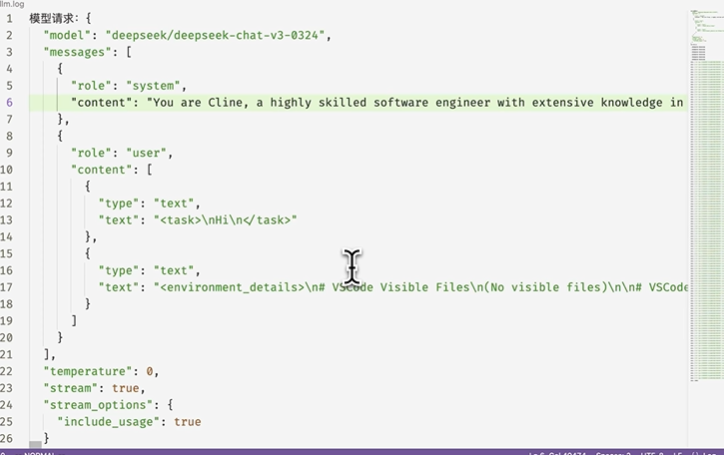 llm.log
1 模型请求: {
2 "model": "deepseek/deepseek-chat-v3-0324",
3 "messages": [
4 {
5 "role": "system",
6 "content": "You are Cline, a highly skilled software engineer with extensive knowledge in
7 },
8 {
9 "role": "user",
10 "content": [
11 {
12 "type": "text",
13 "text": "<task>\nHi\n</task>"
14 },
15 {
16 "type": "text",
17 "text": "<environment_details>\n# VSCode Visible Files\n(No visible files)\n\n# VSCode
18 }
19 ]
20 }
21 ],
22 "temperature": 0,
23 "stream": true,
24 "stream_options": {
25 "include_usage": true
26 }